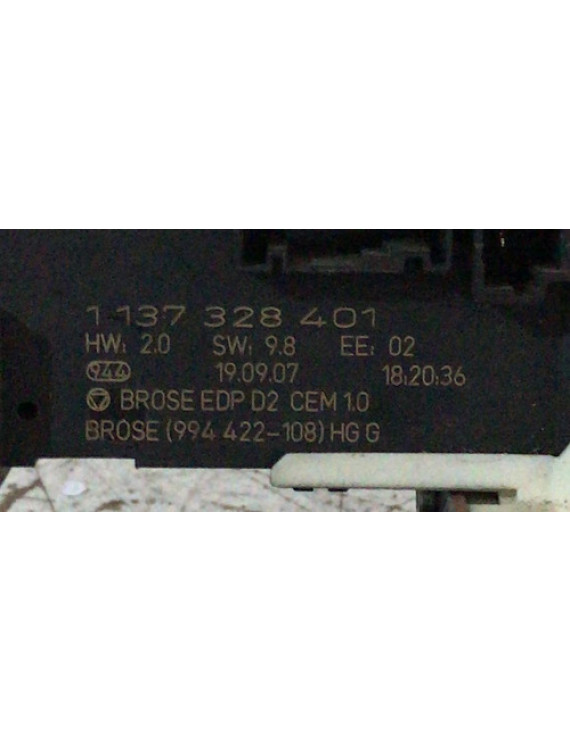 1 137 328 401
HW: 2.0 SW: 9.8 EE: 02
944 19.09.07 18:20:36
BROSE EDP D2 CEM 1.0
BROSE (994 422-108) HG G